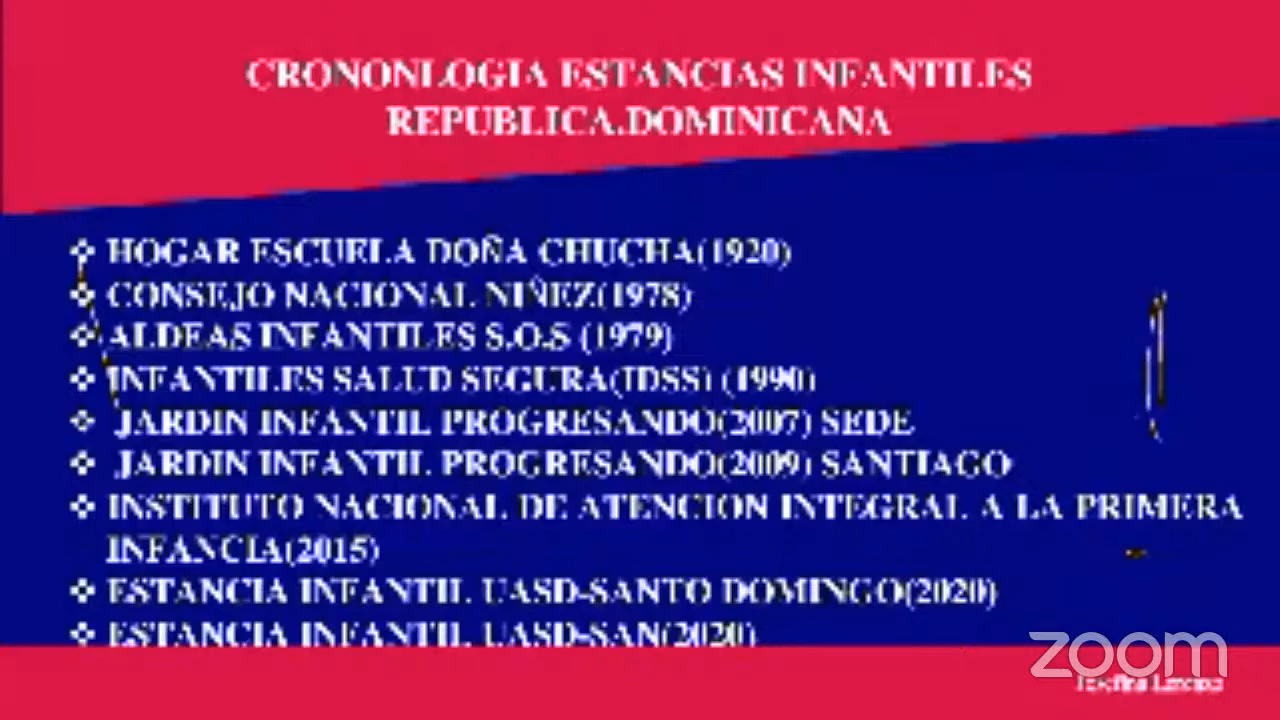 CRONONLOGIA ESTANCIAS INFANTILES
REPUBLICA.DOMINICANA
❖ HOGAR ESCUELA DOÑA CHUCHA(1920)
❖ CONSEJO NACIONAL NIÑEZ(1978)
❖ ALDEAS INFANTILES S.O.S (1979)
❖ INFANTILES SALUD SEGURA(IDSS) (1990)
❖ JARDIN INFANTIL PROGRESANDO(2007) SEDE
❖ JARDIN INFANTIL PROGRESANDO(2009) SANTIAGO
❖ INSTITUTO NACIONAL DE ATENCION INTEGRAL A LA PRIMERA
INFANCIA(2015)
❖ ESTANCIA INFANTIL UASD-SANTO DOMINGO(2020)
❖ ESTANCIA INFANTIL UASD-SAN(2020)
zoom